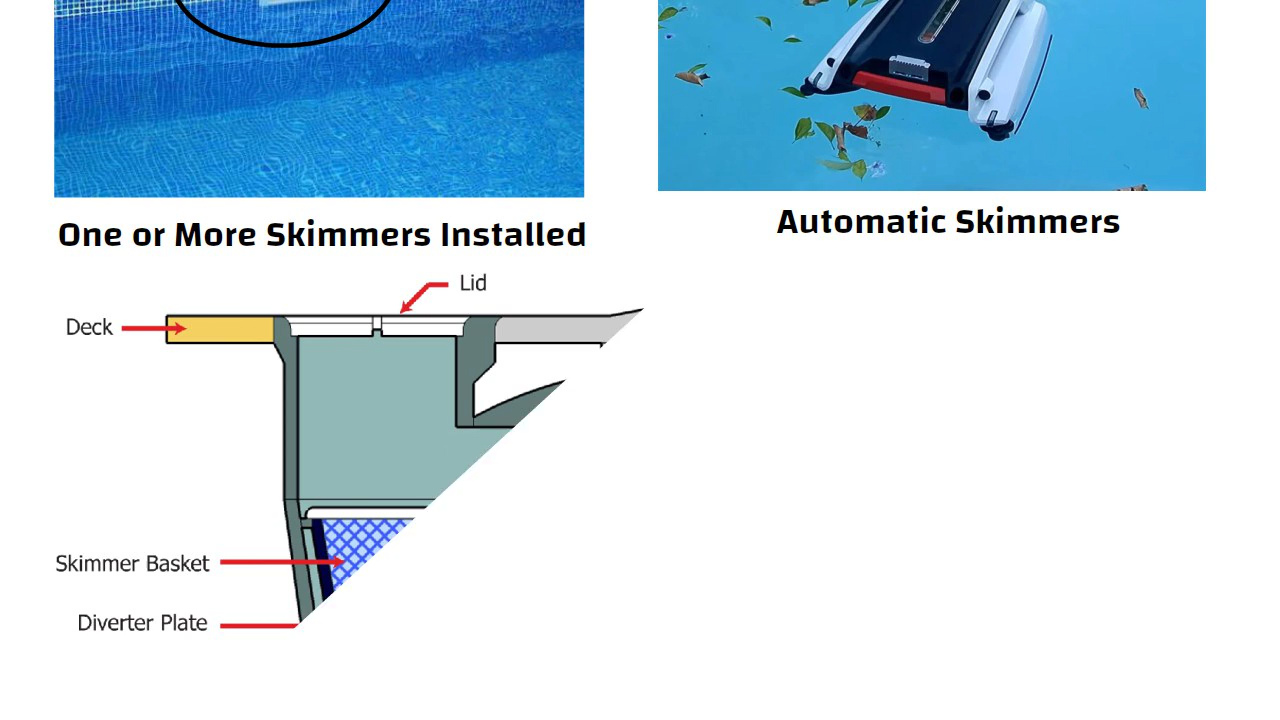 One or More Skimmers Installed
Automatic Skimmers
Lid
Deck
Skimmer Basket
Diverter Plate